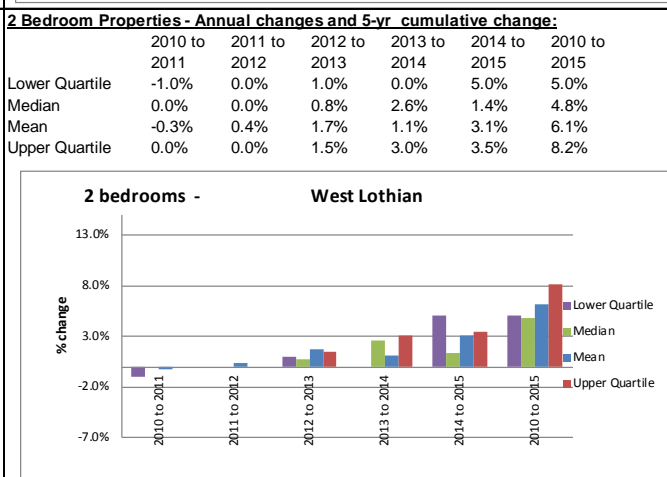 2 Bedroom Properties - Annual changes and 5-yr cumulative change:
2010 to 2011 to 2012 to 2013 to 2014 to 2010 to
2011 2012 2013 2014 2015 2015
Lower Quartile -1.0% 0.0% 1.0% 0.0% 5.0% 5.0%
Median 0.0% 0.0% 0.8% 2.6% 1.4% 4.8%
Mean -0.3% 0.4% 1.7% 1.1% 3.1% 6.1%
Upper Quartile 0.0% 0.0% 1.5% 3.0% 3.5% 8.2%
2 bedrooms - West Lothian
13.0%
8.0%
3.0%
-2.0%
-7.0%
% change
2010 to 2011
2011 to 2012
2012 to 2013
2013 to 2014
2014 to 2015
2010 to 2015
Lower Quartile
Median
Mean
Upper Quartile